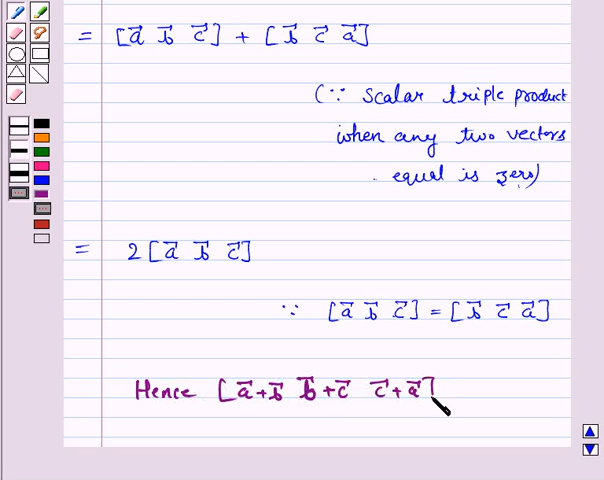 = [a⃗ b⃗ c⃗] + [b⃗ c⃗ a⃗]
(∵ scalar triple product
when any two vectors
equal is zero)
= 2[a⃗ b⃗ c⃗]
∵ [a⃗ b⃗ c⃗] = [b⃗ c⃗ a⃗]
Hence [a⃗+b⃗ b⃗+c⃗ c⃗+a⃗]